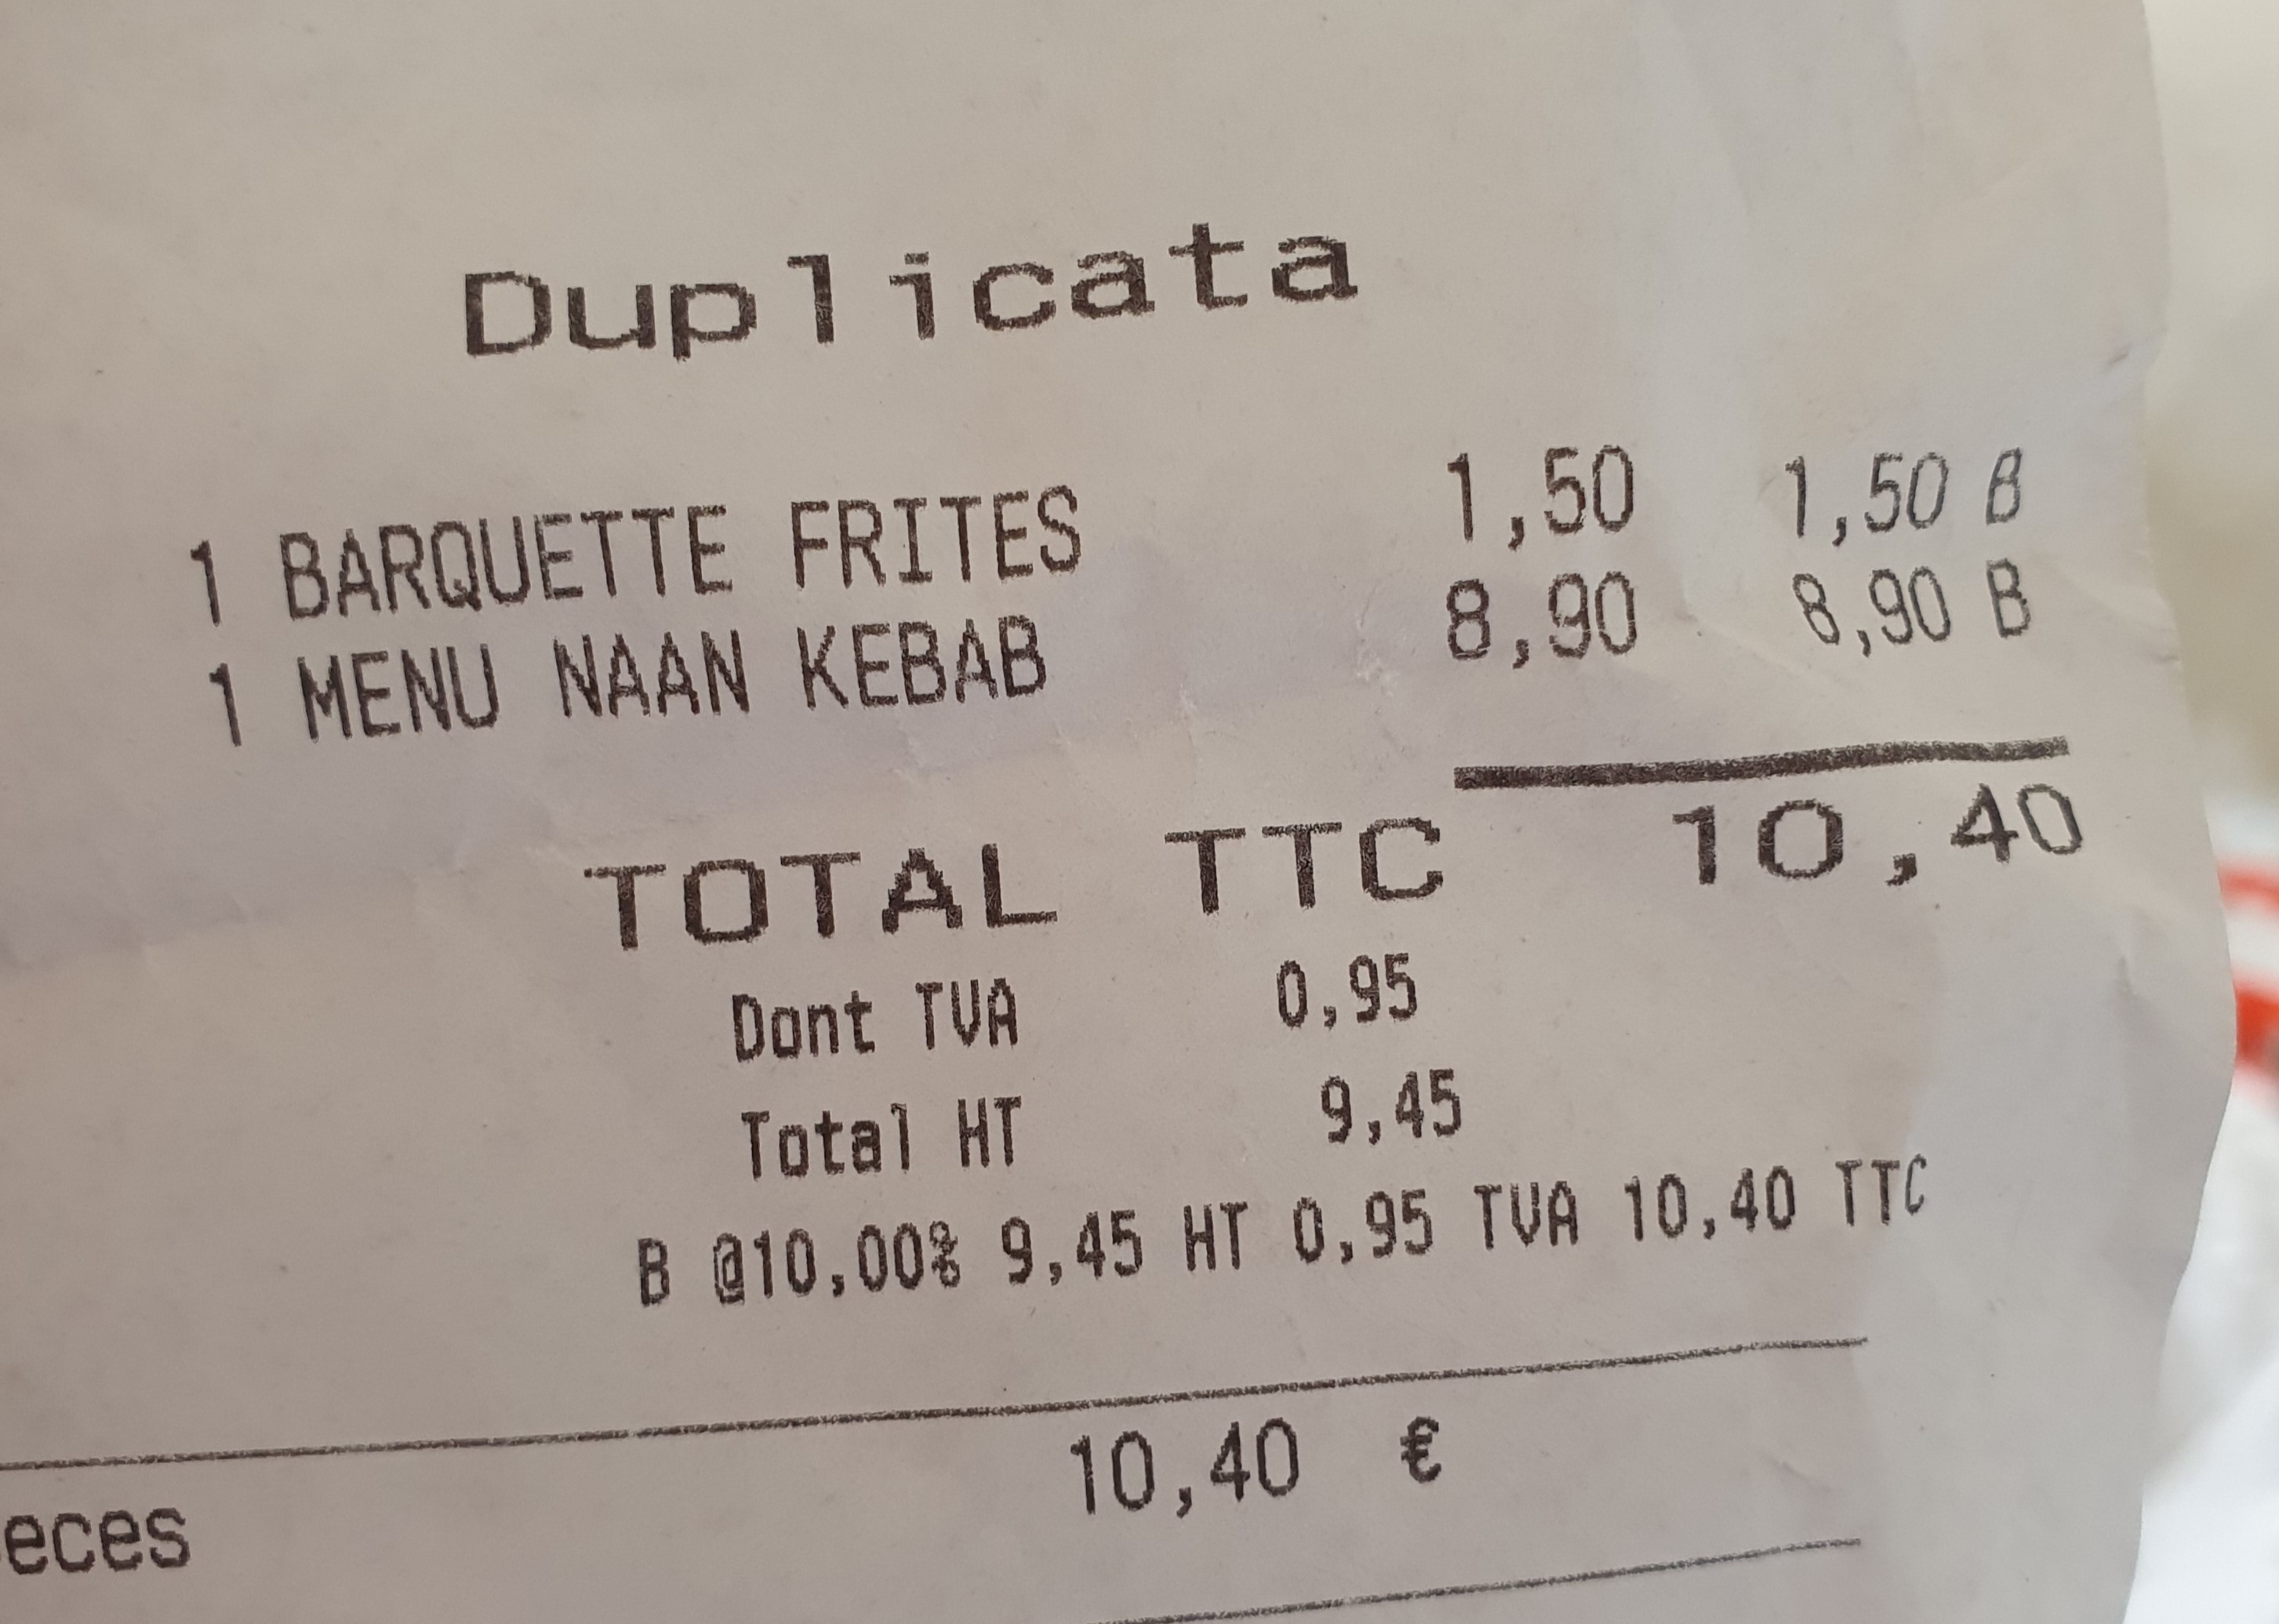 Duplicata
1 BARQUETTE FRITES 1,50 1,50 B
1 MENU NAAN KEBAB 8,90 8,90 B
TOTAL TTC 10,40
Dont TVA 0,95
Total HT 9,45
B @10,00% 9,45 HT 0,95 TVA 10,40 TTC
eces 10,40 €